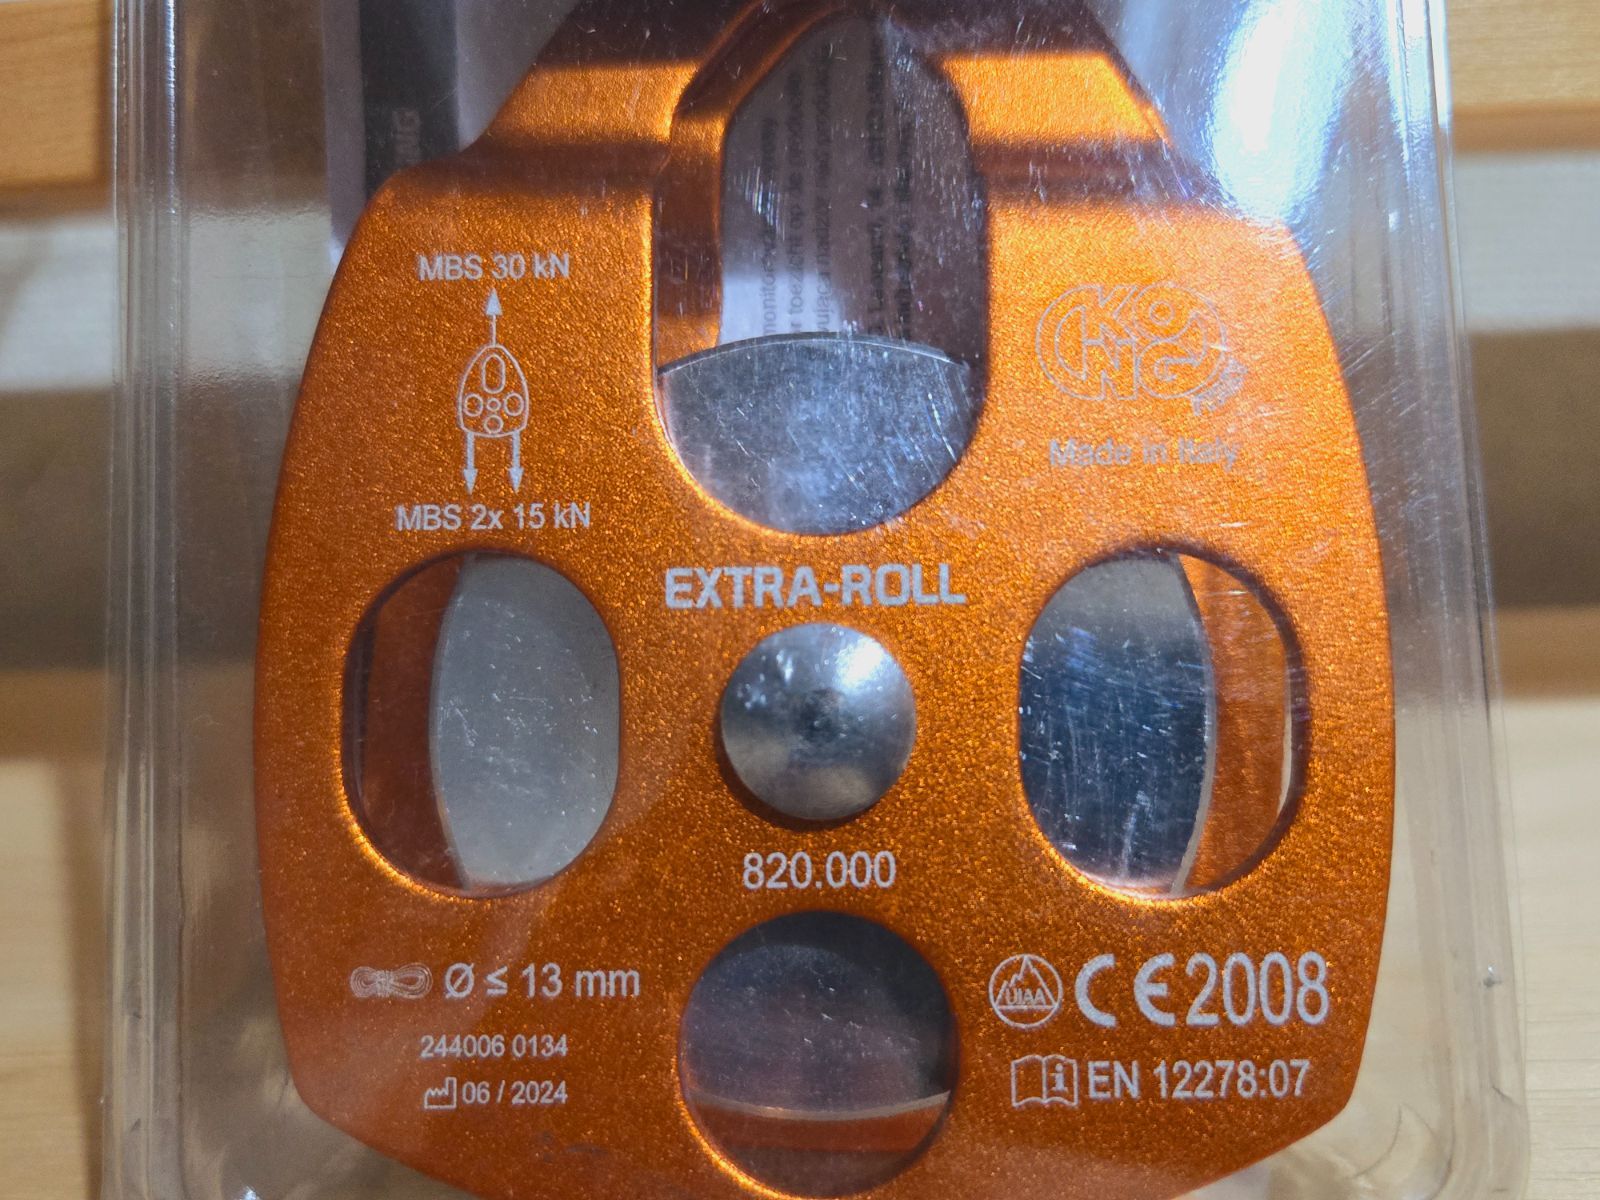 MBS 30 kN
MBS 2x 15 kN
KONG
ITALY
Made in Italy
EXTRA-ROLL
820.000
Ø ≤ 13 mm
244006 0134
06 / 2024
UIAA CE 2008
i EN 12278:07